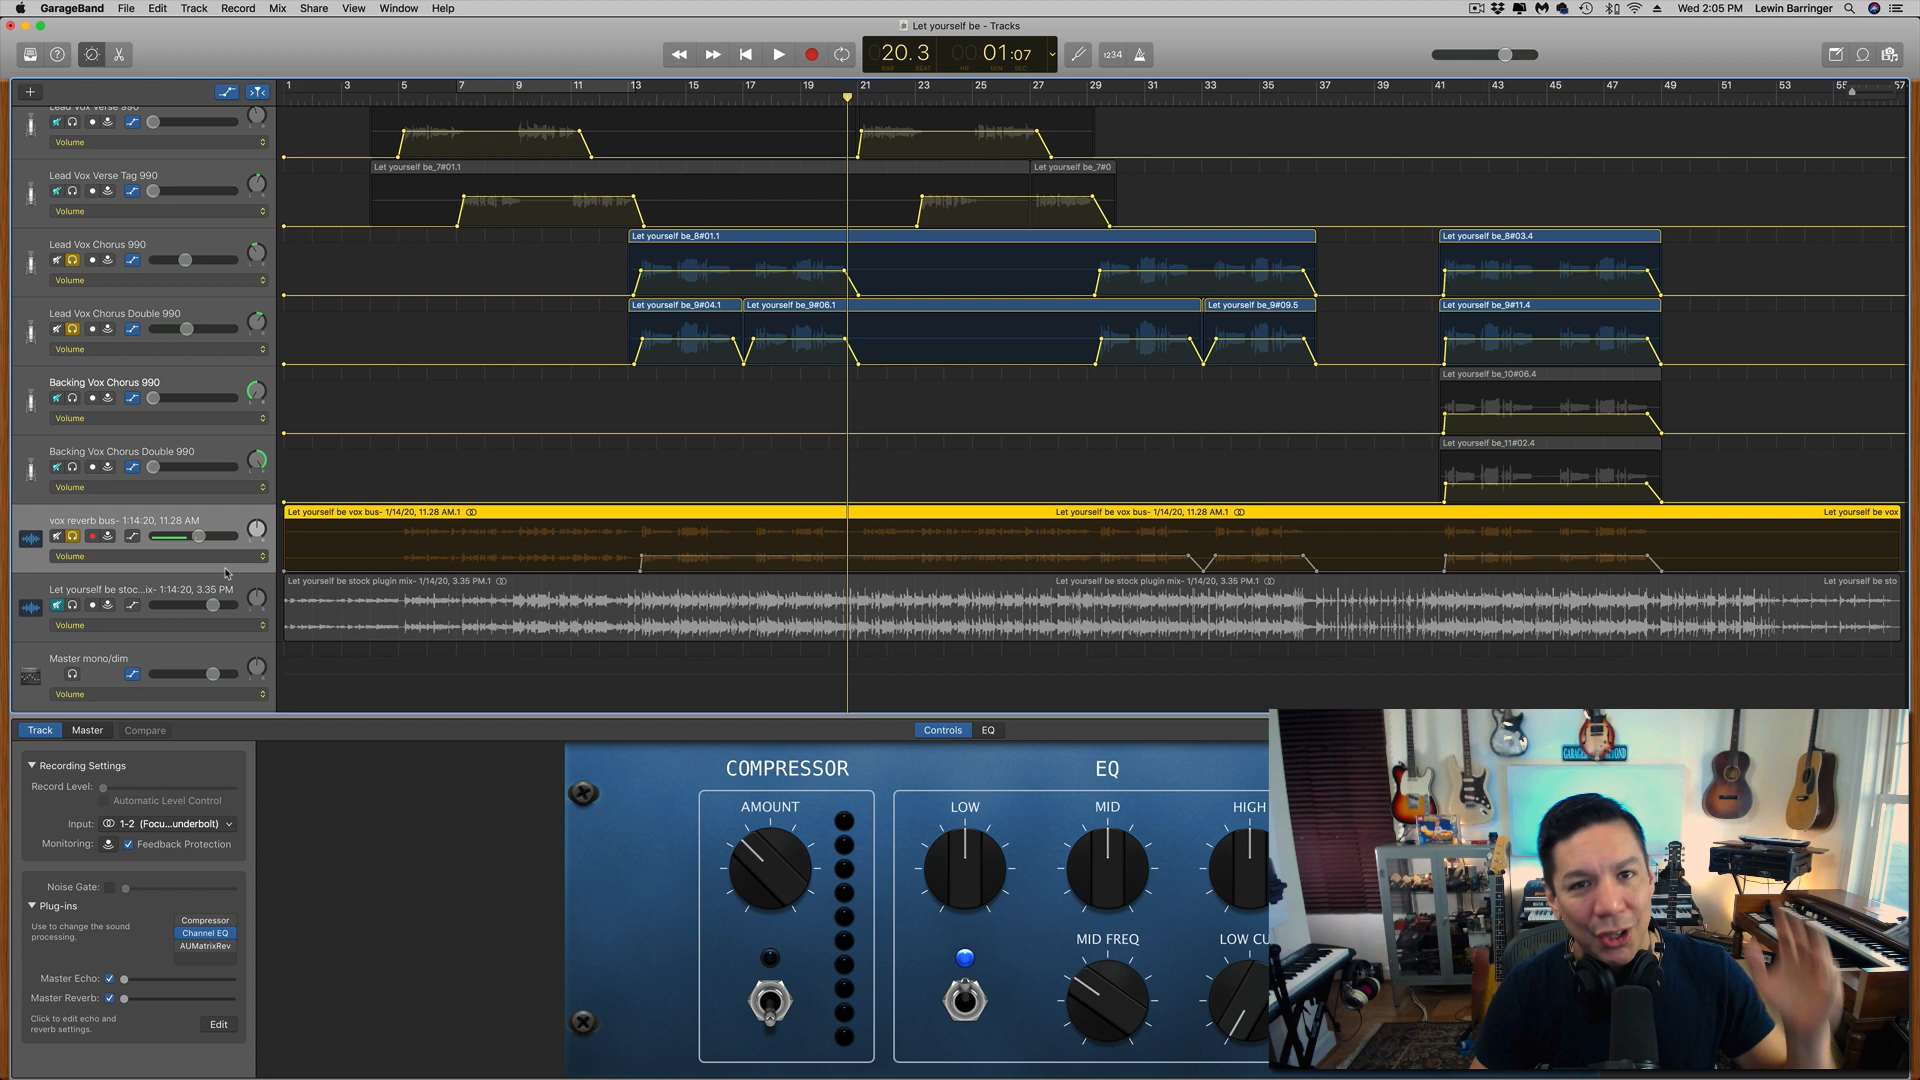 GarageBand File Edit Track Record Mix Share View Window Help
Wed 2:05 PM Lewin Barringer
Let yourself be - Tracks
20.3 01:07
BAR BEAT HR MIN SEC
1234
1 3 5 7 9 11 13 15 17 19 21 23 25 27 29 31 33 35 37 39 41 43 45 47 49 51 53 55 57
Lead Vox Verse 990
Volume
Let yourself be_7#01.1
Let yourself be_7#0
Lead Vox Verse Tag 990
Volume
Let yourself be_8#01.1
Let yourself be_8#03.4
Lead Vox Chorus 990
Volume
Let yourself be_9#04.1
Let yourself be_9#06.1
Let yourself be_9#09.5
Let yourself be_9#11.4
Lead Vox Chorus Double 990
Volume
Let yourself be_10#06.4
Backing Vox Chorus 990
Volume
Let yourself be_11#02.4
Backing Vox Chorus Double 990
Volume
Let yourself be vox bus- 1/14/20, 11.28 AM.1
Let yourself be vox bus- 1/14/20, 11.28 AM.1
Let yourself be vox
vox reverb bus- 1:14:20, 11.28 AM
Volume
Let yourself be stock plugin mix- 1/14/20, 3.35 PM.1
Let yourself be stock plugin mix- 1/14/20, 3.35 PM.1
Let yourself be sto
Let yourself be stoc...ix- 1:14:20, 3.35 PM
Volume
Master mono/dim
Volume
Track Master Compare
Controls EQ
Recording Settings
Record Level:
Automatic Level Control
Input: 1-2 (Focu...underbolt)
Monitoring: Feedback Protection
Noise Gate:
Plug-ins
Use to change the sound
processing.
Compressor
Channel EQ
AUMatrixRev
Master Echo:
Master Reverb:
Click to edit echo and
reverb settings.
Edit
COMPRESSOR
AMOUNT
EQ
LOW MID HIGH
MID FREQ LOW CU